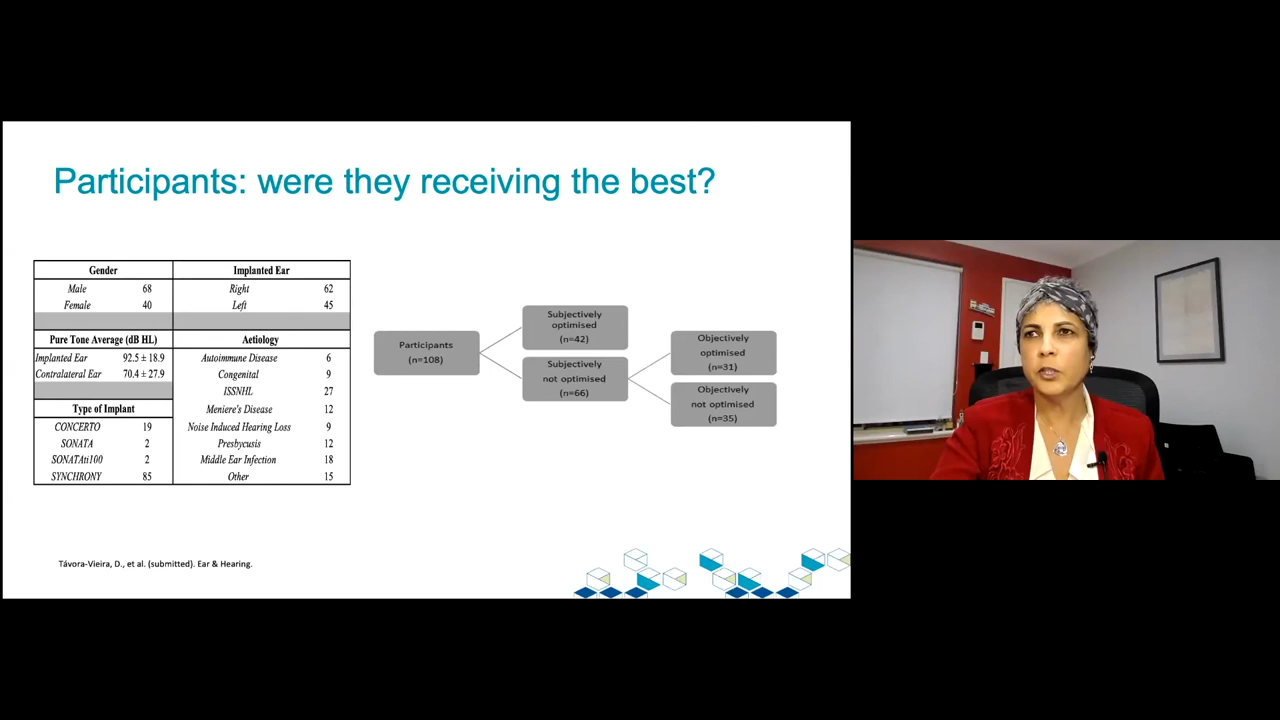 Participants: were they receiving the best?
Gender
Implanted Ear
Male 68
Right 62
Female 40
Left 45
Pure Tone Average (dB HL)
Aetiology
Implanted Ear 92.5 ± 18.9
Autoimmune Disease 6
Contralateral Ear 70.4 ± 27.9
Congenital 9
ISSNHL 27
Type of Implant
Meniere's Disease 12
CONCERTO 19
Noise Induced Hearing Loss 9
SONATA 2
Presbycusis 12
SONATAti100 2
Middle Ear Infection 18
SYNCHRONY 85
Other 15
Participants
(n=108)
Subjectively
optimised
(n=42)
Subjectively
not optimised
(n=66)
Objectively
optimised
(n=31)
Objectively
not optimised
(n=35)
Távora-Vieira, D., et al. (submitted). Ear & Hearing.